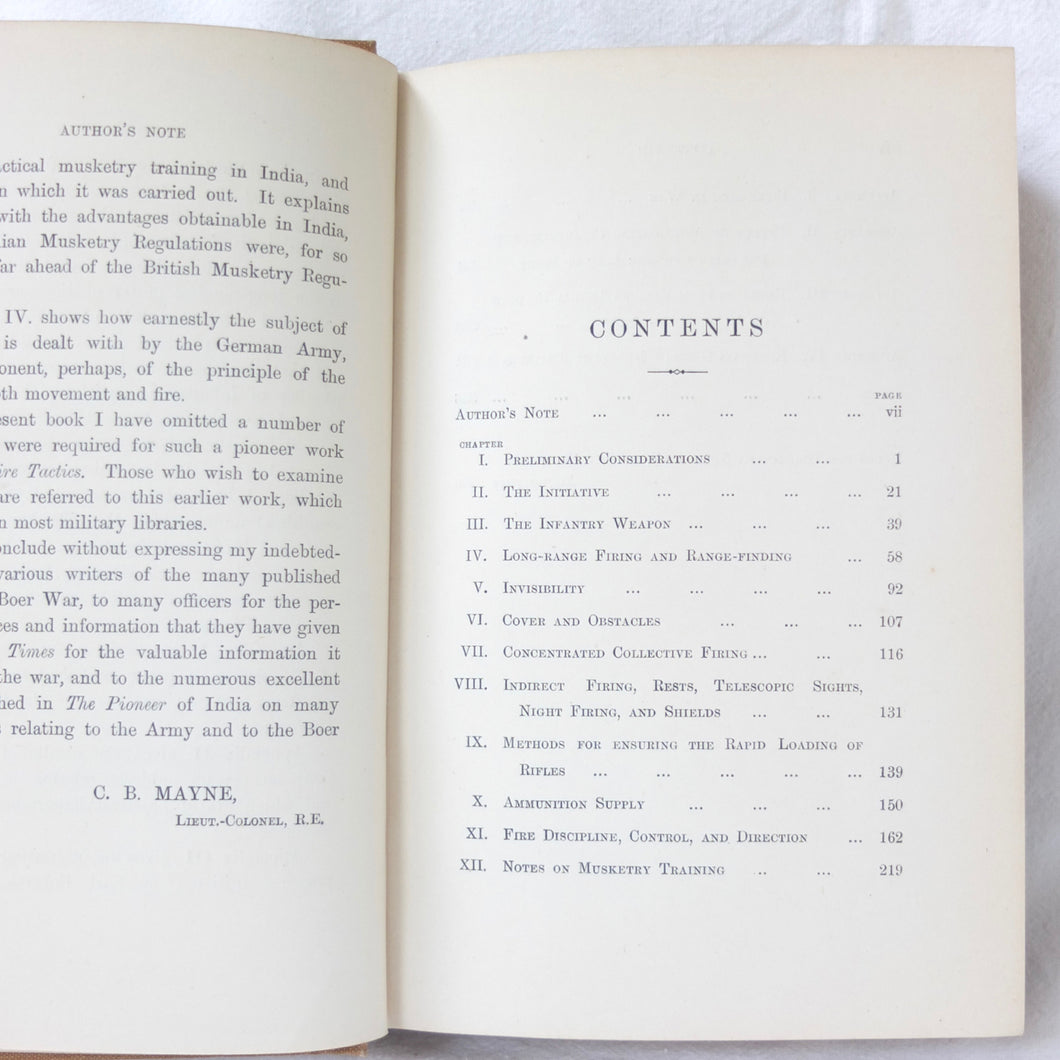 AUTHOR'S NOTE
actical musketry training in India, and
n which it was carried out. It explains
with the advantages obtainable in India,
lian Musketry Regulations were, for so
far ahead of the British Musketry Regu-
IV. shows how earnestly the subject of
is dealt with by the German Army,
onent, perhaps, of the principle of the
oth movement and fire.
esent book I have omitted a number of
were required for such a pioneer work
ire Tactics. Those who wish to examine
are referred to this earlier work, which
n most military libraries.
onclude without expressing my indebted-
various writers of the many published
Boer War, to many officers for the per-
ces and information that they have given
Times for the valuable information it
the war, and to the numerous excellent
hed in The Pioneer of India on many
s relating to the Army and to the Boer
C. B. MAYNE,
LIEUT.-COLONEL, R.E.
CONTENTS
PAGE
AUTHOR'S NOTE ... ... ... ... ... vii
CHAPTER
I. PRELIMINARY CONSIDERATIONS ... ... 1
II. THE INITIATIVE ... ... ... ... 21
III. THE INFANTRY WEAPON ... ... ... 39
IV. LONG-RANGE FIRING AND RANGE-FINDING ... 58
V. INVISIBILITY ... ... ... ... 92
VI. COVER AND OBSTACLES ... ... ... 107
VII. CONCENTRATED COLLECTIVE FIRING ... ... 116
VIII. INDIRECT FIRING, RESTS, TELESCOPIC SIGHTS,
NIGHT FIRING, AND SHIELDS ... ... 131
IX. METHODS FOR ENSURING THE RAPID LOADING OF
RIFLES ... ... ... ... ... 139
X. AMMUNITION SUPPLY ... ... ... 150
XI. FIRE DISCIPLINE, CONTROL, AND DIRECTION ... 162
XII. NOTES ON MUSKETRY TRAINING .. ... 219